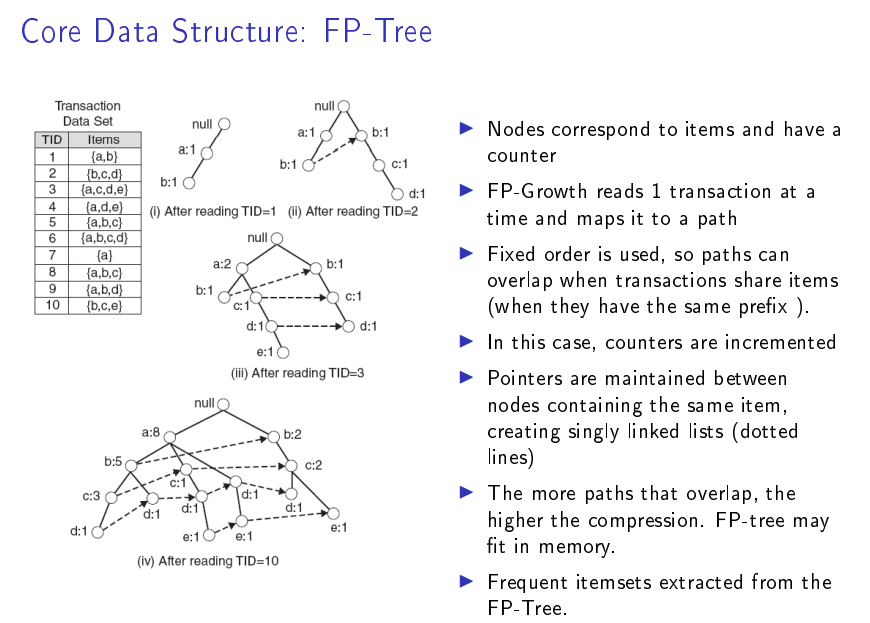 Core Data Structure: FP-Tree
Transaction
Data Set
TID Items
1 {a,b}
2 {b,c,d}
3 {a,c,d,e}
4 {a,d,e}
5 {a,b,c}
6 {a,b,c,d}
7 {a}
8 {a,b,c}
9 {a,b,d}
10 {b,c,e}
null
a:1
b:1
(i) After reading TID=1
null
a:1
b:1
b:1
c:1
d:1
(ii) After reading TID=2
null
a:2
b:1
b:1
c:1
c:1
d:1
d:1
e:1
(iii) After reading TID=3
null
a:8
b:2
b:5
c:2
c:1
c:3
d:1
d:1
d:1
d:1
d:1
e:1
e:1
e:1
(iv) After reading TID=10
Nodes correspond to items and have a
counter
FP-Growth reads 1 transaction at a
time and maps it to a path
Fixed order is used, so paths can
overlap when transactions share items
(when they have the same prefix ).
In this case, counters are incremented
Pointers are maintained between
nodes containing the same item,
creating singly linked lists (dotted
lines)
The more paths that overlap, the
higher the compression. FP-tree may
fit in memory.
Frequent itemsets extracted from the
FP-Tree.